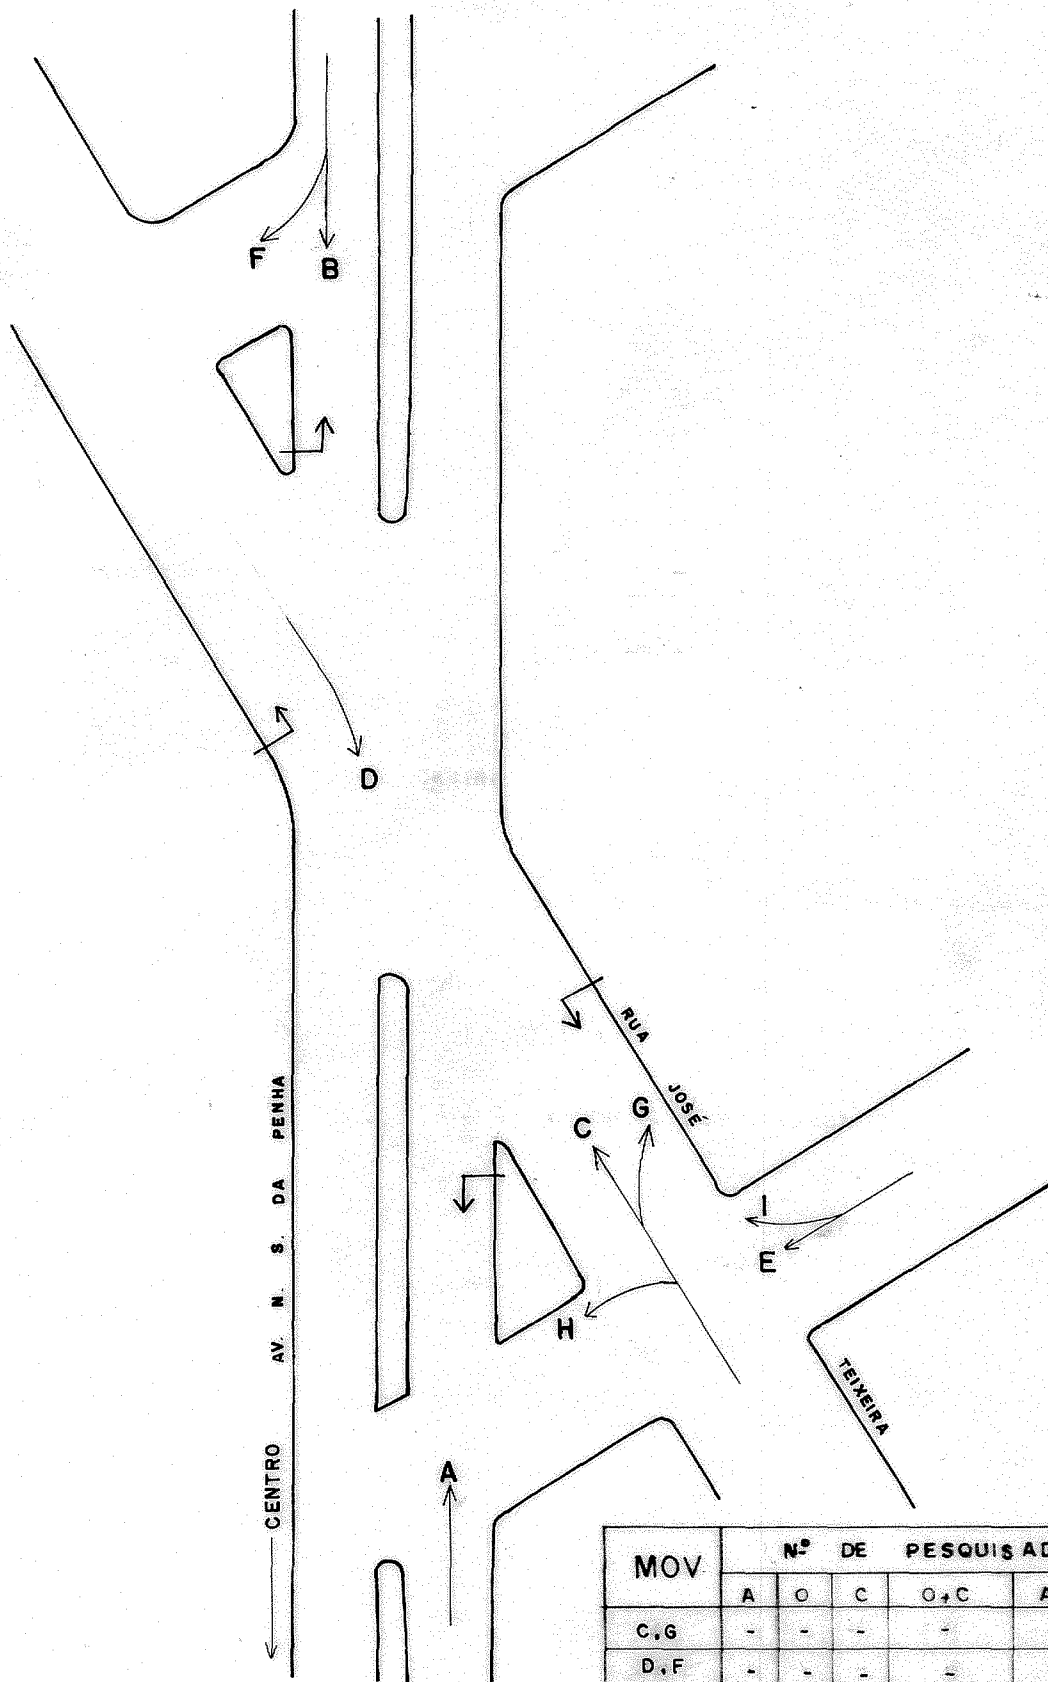 F
B
D
RUA
JOSÉ
G
C
I
E
H
AV. N. S. DA PENHA
TEIXEIRA
CENTRO
A
MOV
Nº DE PESQUISAD
A O C O+C A
C,G - - - -
D,F - - - -